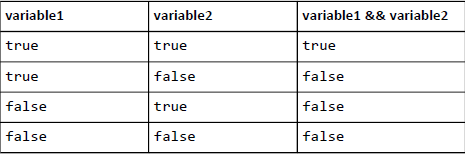 variable1 variable2 variable1 && variable2
true true true
true false false
false true false
false false false